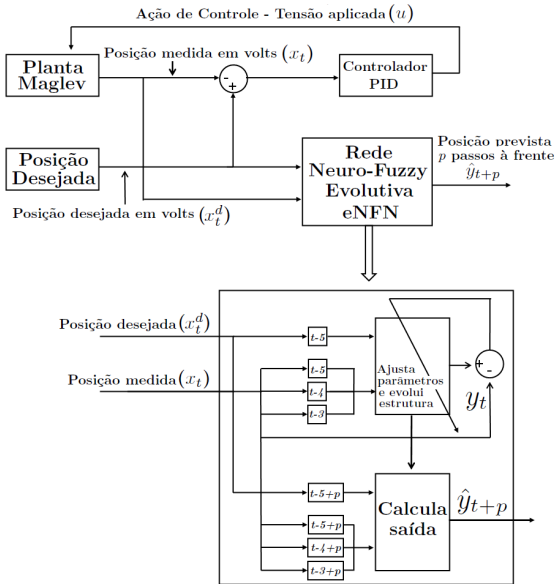 Ação de Controle - Tensão aplicada (u)
Posição medida em volts (x_t)
Planta
Maglev
-
+
Controlador
PID
Posição
Desejada
Posição desejada em volts (x_t^d)
Rede
Neuro-Fuzzy
Evolutiva
eNFN
Posição prevista
p passos à frente
ŷ_{t+p}
Posição desejada (x_t^d)
t-5
Posição medida (x_t)
t-5
t-4
t-3
Ajusta
parâmetros
e evolui
estrutura
+
-
y_t
t-5+p
t-5+p
t-4+p
t-3+p
Calcula
saída
ŷ_{t+p}